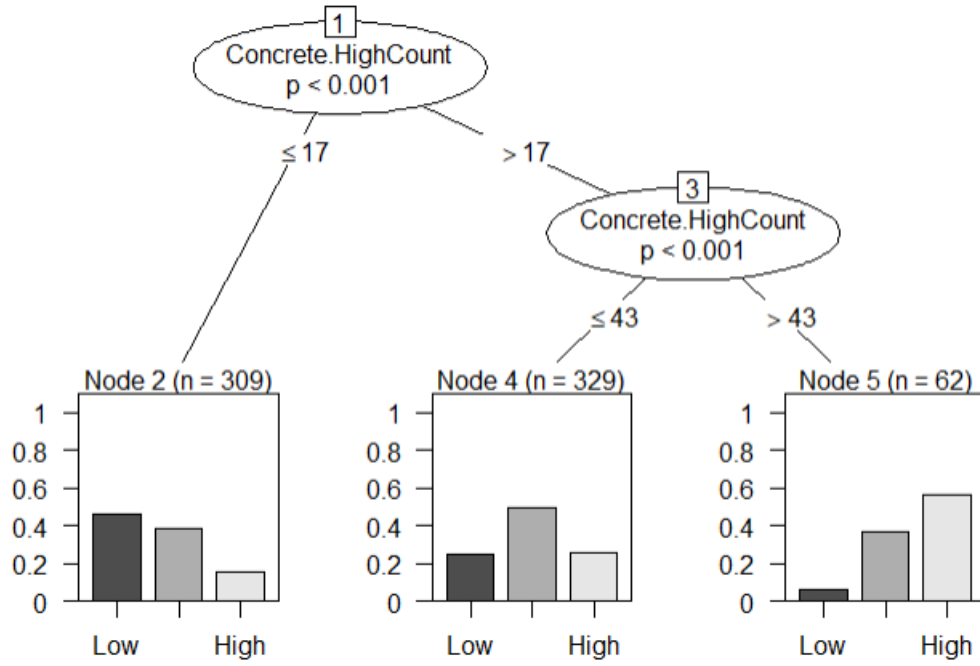 1
Concrete.HighCount
p < 0.001
≤ 17
> 17
3
Concrete.HighCount
p < 0.001
≤ 43
> 43
Node 2 (n = 309)
1
0.8
0.6
0.4
0.2
0
Low
High
Node 4 (n = 329)
1
0.8
0.6
0.4
0.2
0
Low
High
Node 5 (n = 62)
1
0.8
0.6
0.4
0.2
0
Low
High